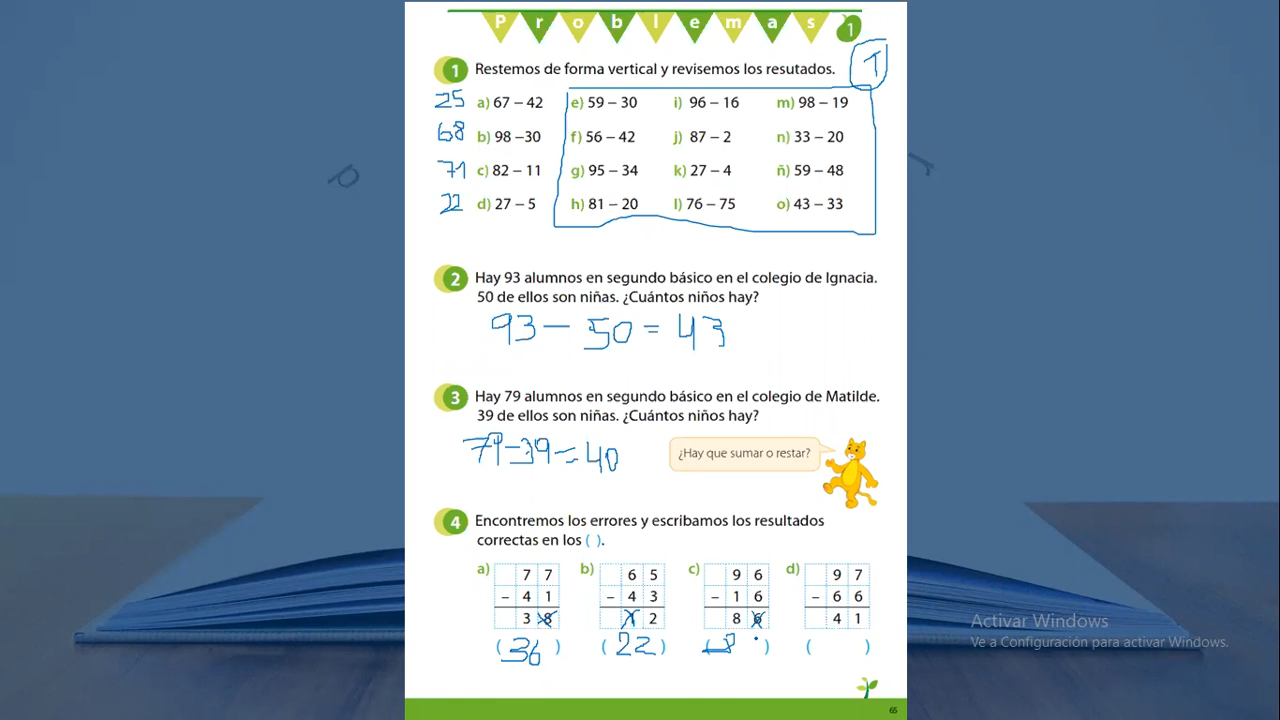 Problemas 1
1 Restemos de forma vertical y revisemos los resutados. 1
25 a) 67 – 42 e) 59 – 30 i) 96 – 16 m) 98 – 19
68 b) 98 –30 f) 56 – 42 j) 87 – 2 n) 33 – 20
71 c) 82 – 11 g) 95 – 34 k) 27 – 4 ñ) 59 – 48
22 d) 27 – 5 h) 81 – 20 l) 76 – 75 o) 43 – 33
2 Hay 93 alumnos en segundo básico en el colegio de Ignacia.
50 de ellos son niñas. ¿Cuántos niños hay?
93 – 50 = 43
3 Hay 79 alumnos en segundo básico en el colegio de Matilde.
39 de ellos son niñas. ¿Cuántos niños hay?
79 – 39 = 40
¿Hay que sumar o restar?
4 Encontremos los errores y escribamos los resultados
correctas en los ( ).
a) 7 7 b) 6 5 c) 9 6 d) 9 7
– 4 1 – 4 3 – 1 6 – 6 6
3 8 2 8 6 4 1
( 36 ) ( 22 ) ( 8 ) ( )
Activar Windows
Ve a Configuración para activar Windows.
65